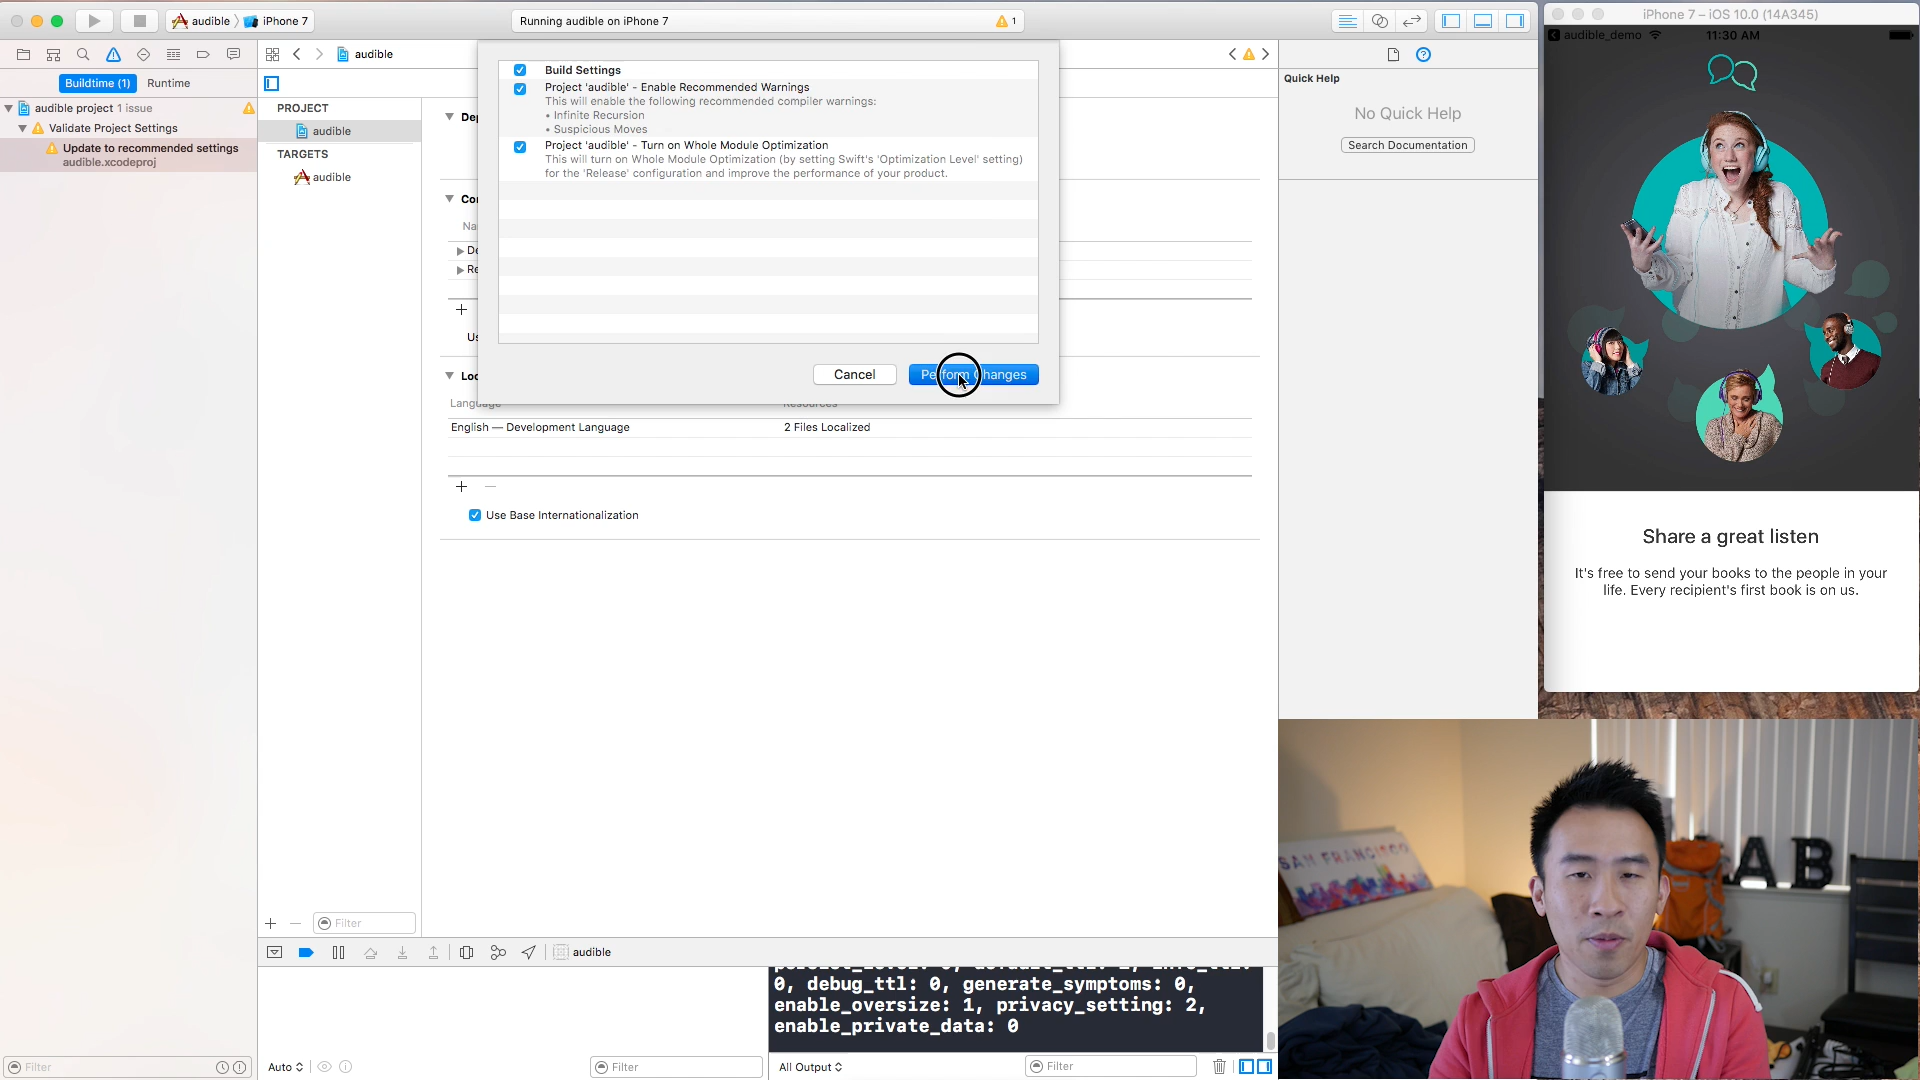 audible
iPhone 7
Running audible on iPhone 7
1
audible
Buildtime (1)
Runtime
audible project 1 issue
Validate Project Settings
Update to recommended settings
audible.xcodeproj
Filter
PROJECT
audible
TARGETS
audible
Filter
Build Settings
Project 'audible' - Enable Recommended Warnings
This will enable the following recommended compiler warnings:
• Infinite Recursion
• Suspicious Moves
Project 'audible' - Turn on Whole Module Optimization
This will turn on Whole Module Optimization (by setting Swift's 'Optimization Level' setting)
for the 'Release' configuration and improve the performance of your product.
Cancel
Perform Changes
Language
Resources
English — Development Language
2 Files Localized
Use Base Internationalization
audible
0, debug_ttl: 0, generate_symptoms: 0,
enable_oversize: 1, privacy_setting: 2,
enable_private_data: 0
Auto
Filter
All Output
Filter
Quick Help
No Quick Help
Search Documentation
iPhone 7 – iOS 10.0 (14A345)
audible_demo
11:30 AM
Share a great listen
It's free to send your books to the people in your
life. Every recipient's first book is on us.
SAN FRANCISCO
AB